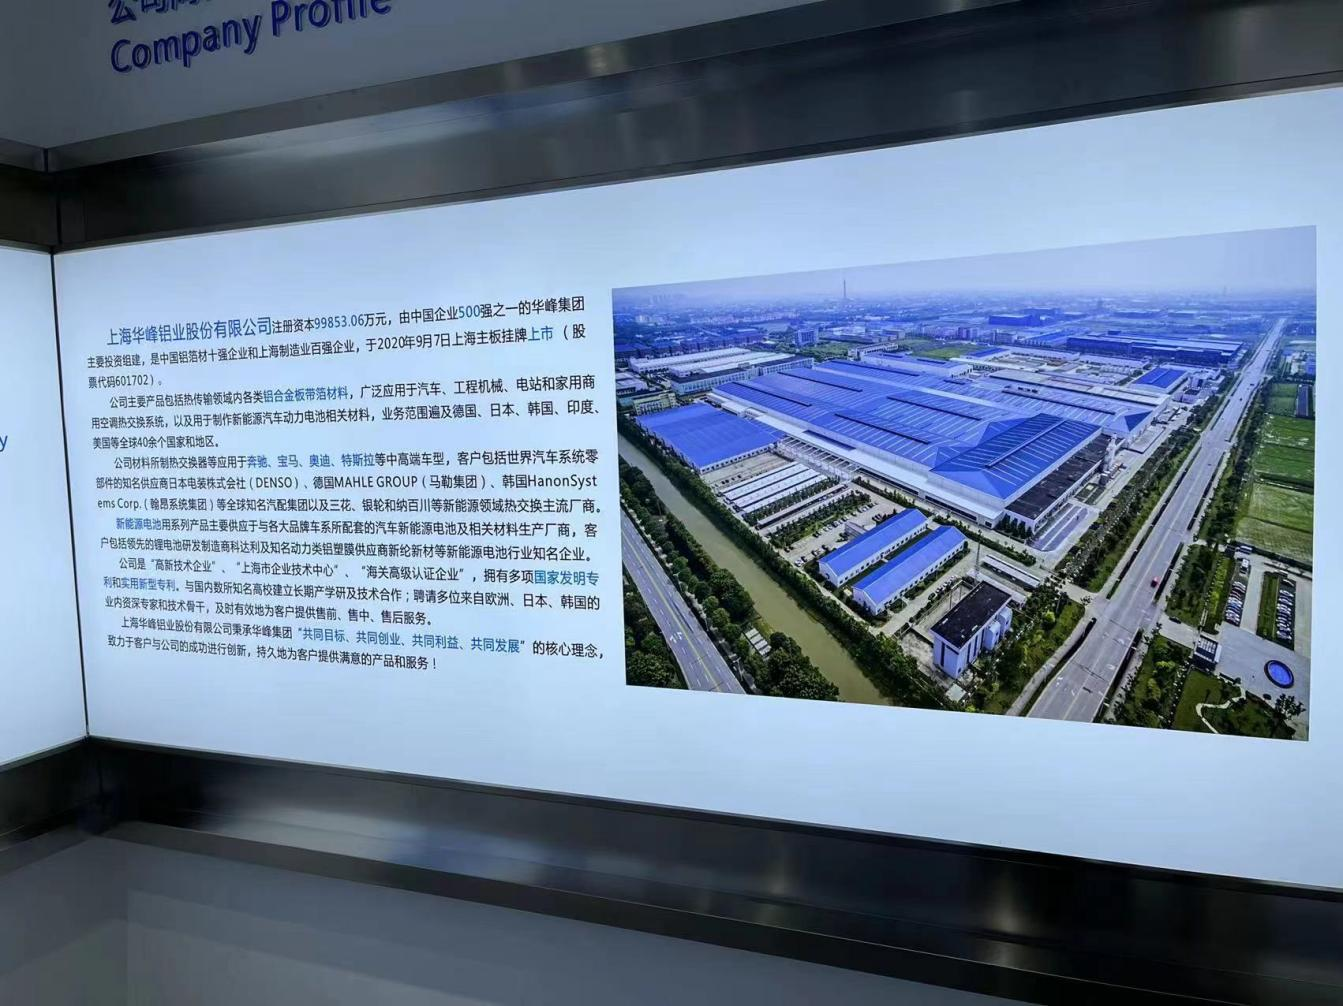 Company Profile
y
上海华峰铝业股份有限公司注册资本99853.06万元，由中国企业500强之一的华峰集团
主要投资组建，是中国铝箔材十强企业和上海制造业百强企业，于2020年9月7日上海主板挂牌上市（股
票代码601702）。
公司主要产品包括热传输领域内各类铝合金板带箔材料，广泛应用于汽车、工程机械、电站和家用商
用空调热交换系统，以及用于制作新能源汽车动力电池相关材料，业务范围遍及德国、日本、韩国、印度、
美国等全球40余个国家和地区。
公司材料所制热交换器等应用于奔驰、宝马、奥迪、特斯拉等中高端车型，客户包括世界汽车系统零
部件的知名供应商日本电装株式会社（DENSO）、德国MAHLE GROUP（马勒集团）、韩国HanonSyst
ems Corp.（翰昂系统集团）等全球知名汽配集团以及三花、银轮和纳百川等新能源领域热交换主流厂商。
新能源电池用系列产品主要供应于与各大品牌车系所配套的汽车新能源电池及相关材料生产厂商，客
户包括领先的锂电池研发制造商科达利及知名动力类铝塑膜供应商新纶新材等新能源电池行业知名企业。
公司是“高新技术企业”、“上海市企业技术中心”、“海关高级认证企业”，拥有多项国家发明专
利和实用新型专利。与国内数所知名高校建立长期产学研及技术合作；聘请多位来自欧洲、日本、韩国的
业内资深专家和技术骨干，及时有效地为客户提供售前、售中、售后服务。
上海华峰铝业股份有限公司秉承华峰集团“共同目标、共同创业、共同利益、共同发展”的核心理念，
致力于客户与公司的成功进行创新，持久地为客户提供满意的产品和服务！